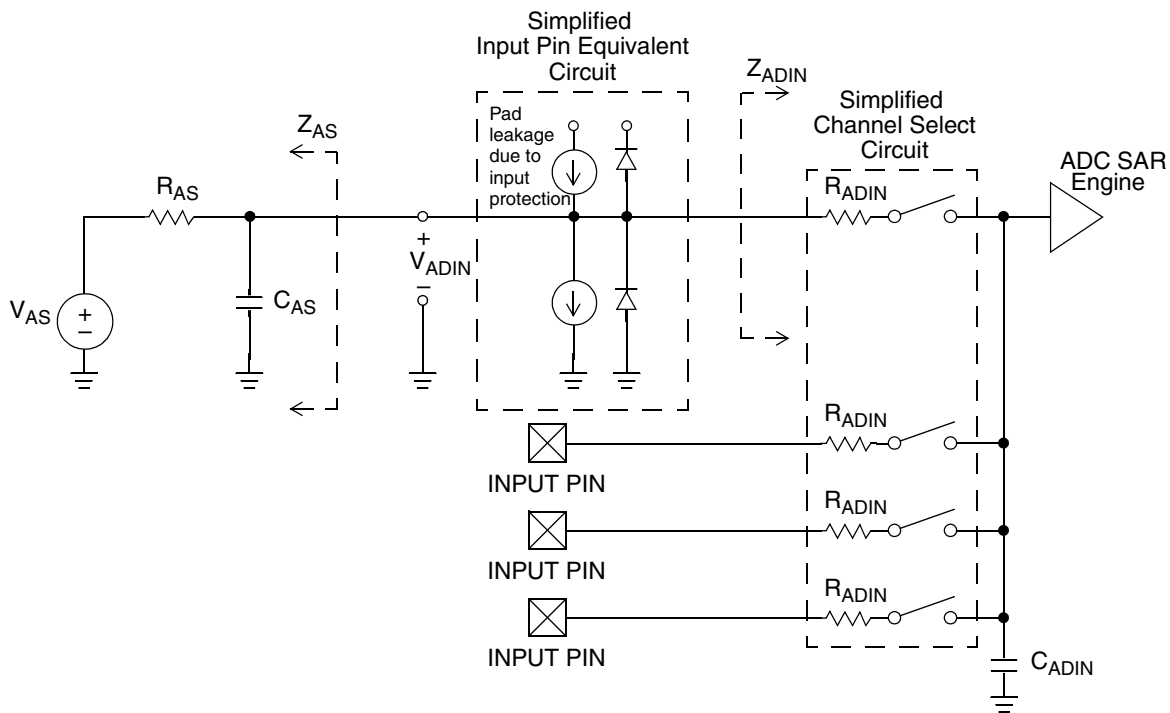 Simplified
Input Pin Equivalent
Circuit
Pad
leakage
due to
input
protection
Z_ADIN
Simplified
Channel Select
Circuit
ADC SAR
Engine
Z_AS
R_AS
R_ADIN
+
V_ADIN
–
V_AS
+
–
C_AS
R_ADIN
INPUT PIN
R_ADIN
INPUT PIN
R_ADIN
INPUT PIN
C_ADIN